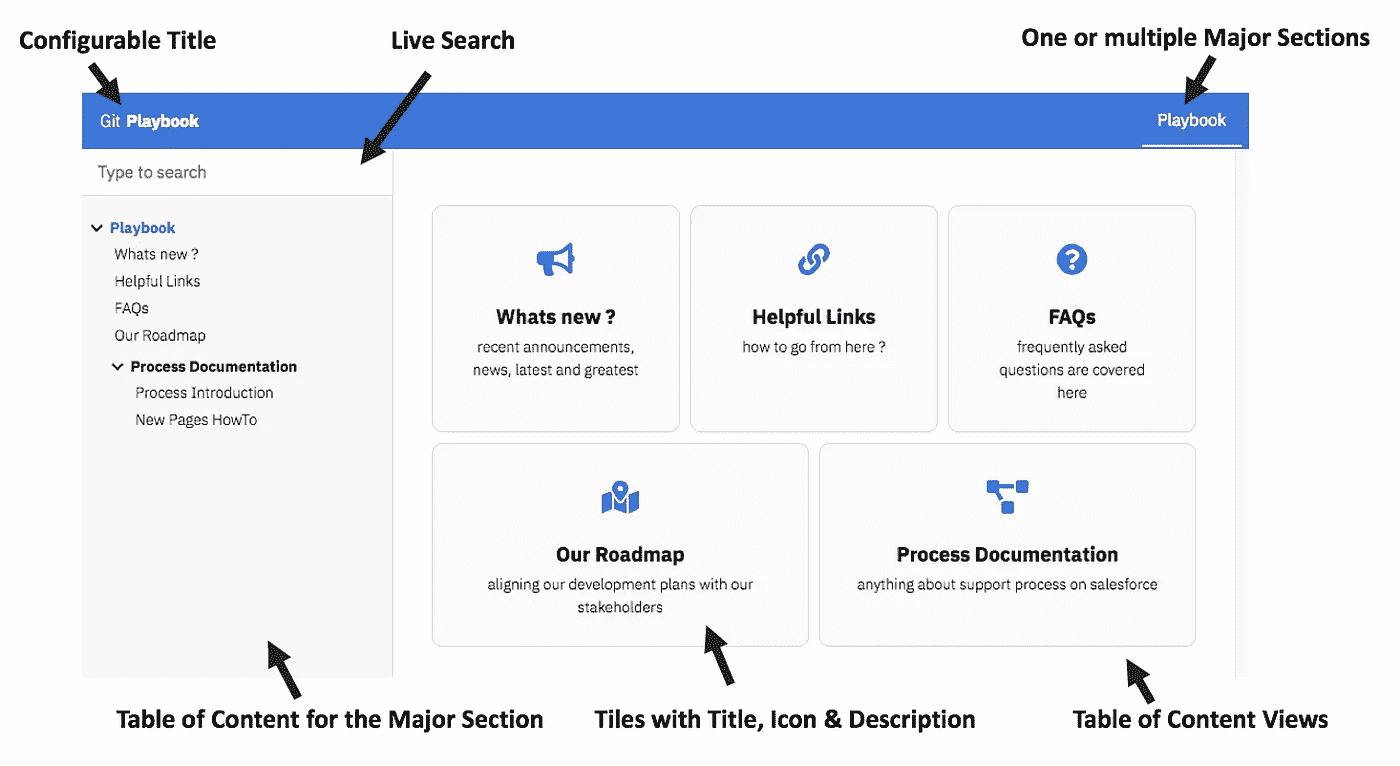 Configurable Title
Live Search
One or multiple Major Sections
Git Playbook
Playbook
Type to search
Playbook
Whats new ?
Helpful Links
FAQs
Our Roadmap
Process Documentation
Process Introduction
New Pages HowTo
Whats new ?
recent announcements,
news, latest and greatest
Helpful Links
how to go from here ?
FAQs
frequently asked
questions are covered
here
Our Roadmap
aligning our development plans with our
stakeholders
Process Documentation
anything about support process on salesforce
Table of Content for the Major Section
Tiles with Title, Icon & Description
Table of Content Views